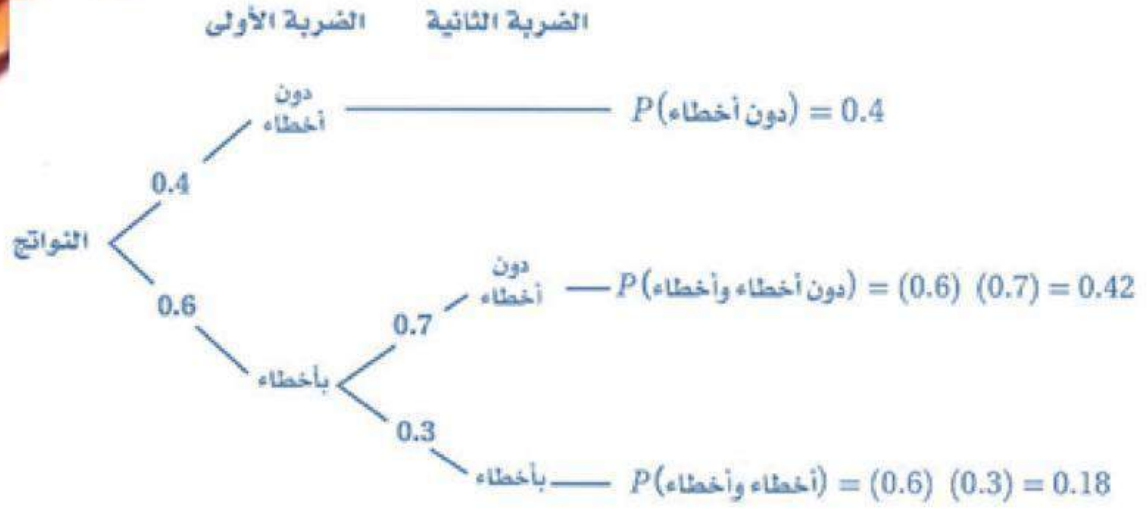 الضربة الأولى الضربة الثانية
دون
أخطاء
P(دون أخطاء) = 0.4
0.4
النواتج
دون
أخطاء
P(دون أخطاء وأخطاء) = (0.6) (0.7) = 0.42
0.6
0.7
بأخطاء
0.3
بأخطاء
P(أخطاء وأخطاء) = (0.6) (0.3) = 0.18